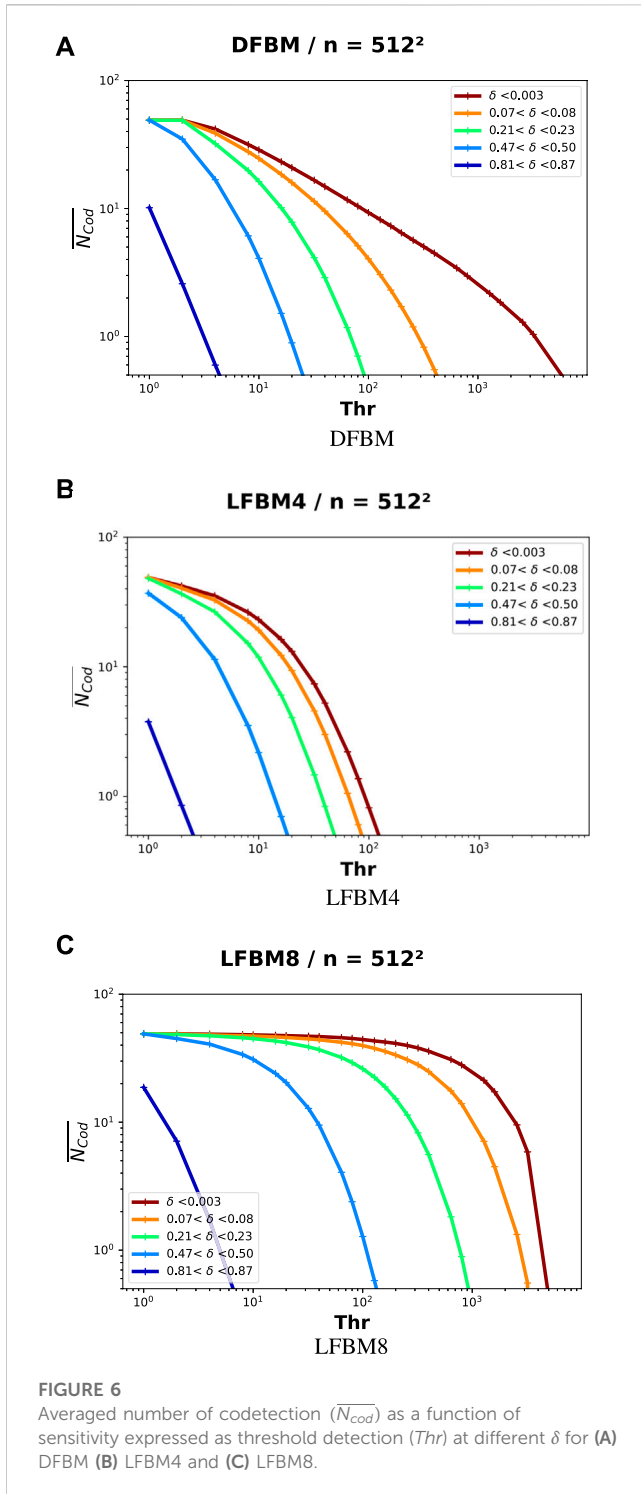 A
DFBM / n = 512²
10²
10¹
10⁰
N_Cod
δ <0.003
0.07< δ <0.08
0.21< δ <0.23
0.47< δ <0.50
0.81< δ <0.87
10⁰ 10¹ 10² 10³
Thr
DFBM
B
LFBM4 / n = 512²
10²
10¹
10⁰
N_Cod
δ <0.003
0.07< δ <0.08
0.21< δ <0.23
0.47< δ <0.50
0.81< δ <0.87
10⁰ 10¹ 10² 10³
Thr
LFBM4
C
LFBM8 / n = 512²
10²
10¹
10⁰
N_Cod
δ <0.003
0.07< δ <0.08
0.21< δ <0.23
0.47< δ <0.50
0.81< δ <0.87
10⁰ 10¹ 10² 10³
Thr
LFBM8
FIGURE 6
Averaged number of codetection (N_cod) as a function of
sensitivity expressed as threshold detection (Thr) at different δ for (A)
DFBM (B) LFBM4 and (C) LFBM8.